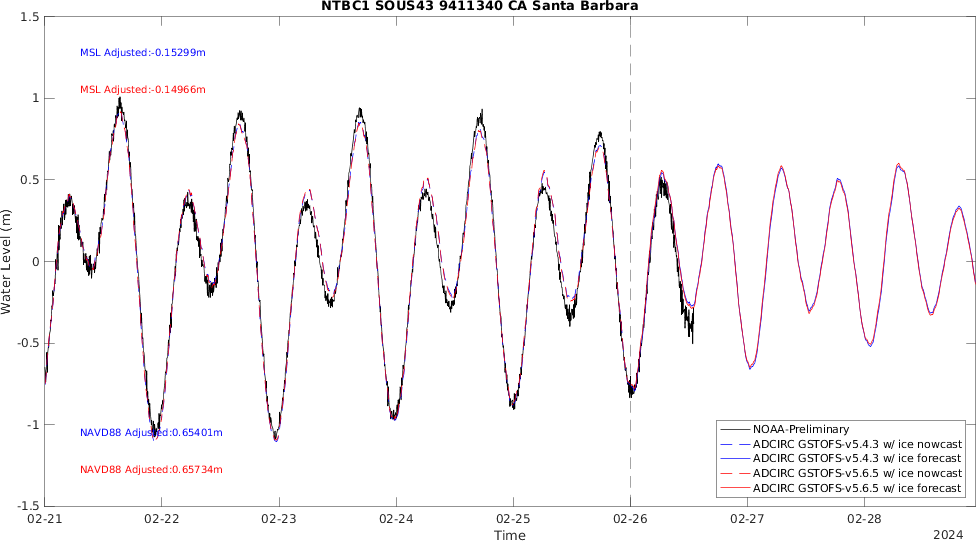 NTBC1 SOUS43 9411340 CA Santa Barbara
1.5
MSL Adjusted:-0.15299m
MSL Adjusted:-0.14966m
1
0.5
0
-0.5
-1
-1.5
Water Level (m)
NAVD88 Adjusted:0.65401m
NAVD88 Adjusted:0.65734m
NOAA-Preliminary
ADCIRC GSTOFS-v5.4.3 w/ ice nowcast
ADCIRC GSTOFS-v5.4.3 w/ ice forecast
ADCIRC GSTOFS-v5.6.5 w/ ice nowcast
ADCIRC GSTOFS-v5.6.5 w/ ice forecast
02-21 02-22 02-23 02-24 02-25 02-26 02-27 02-28
Time
2024